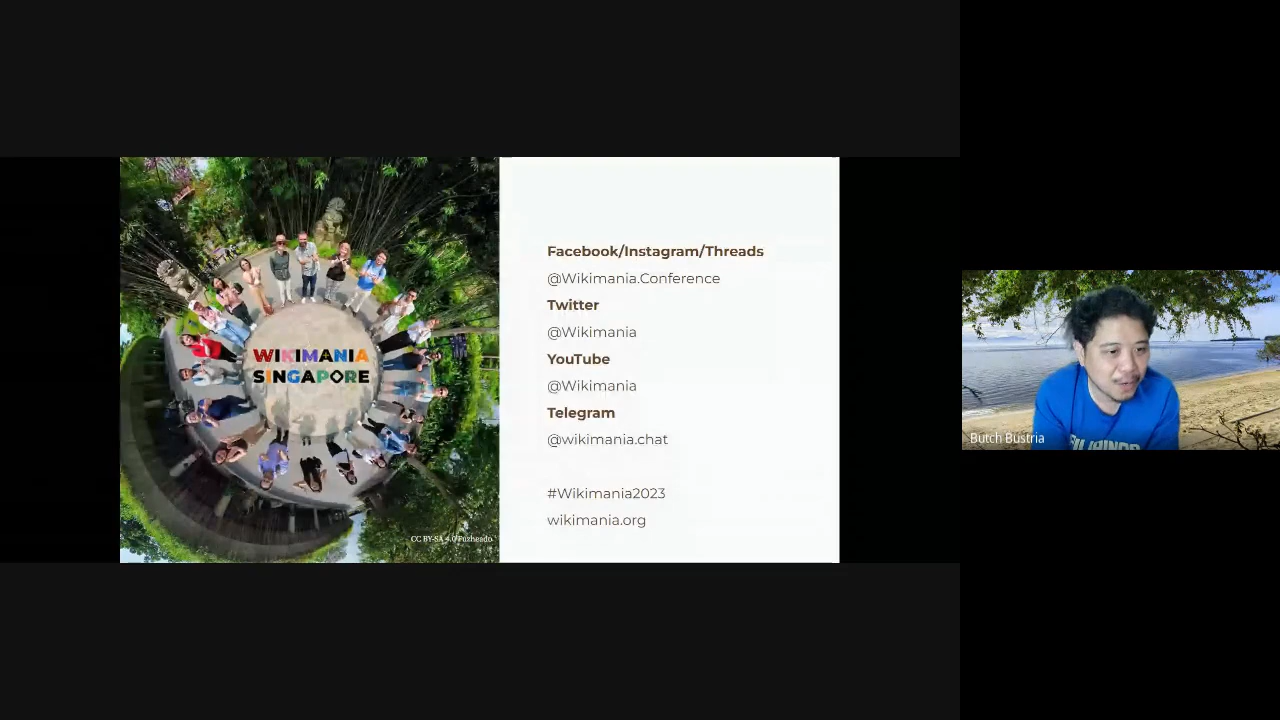 WIKIMANIA
SINGAPORE
CC BY-SA 4.0 Fuzheado
Facebook/Instagram/Threads
@Wikimania.Conference
Twitter
@Wikimania
YouTube
@Wikimania
Telegram
@wikimania.chat
#Wikimania2023
wikimania.org
Butch Bustria